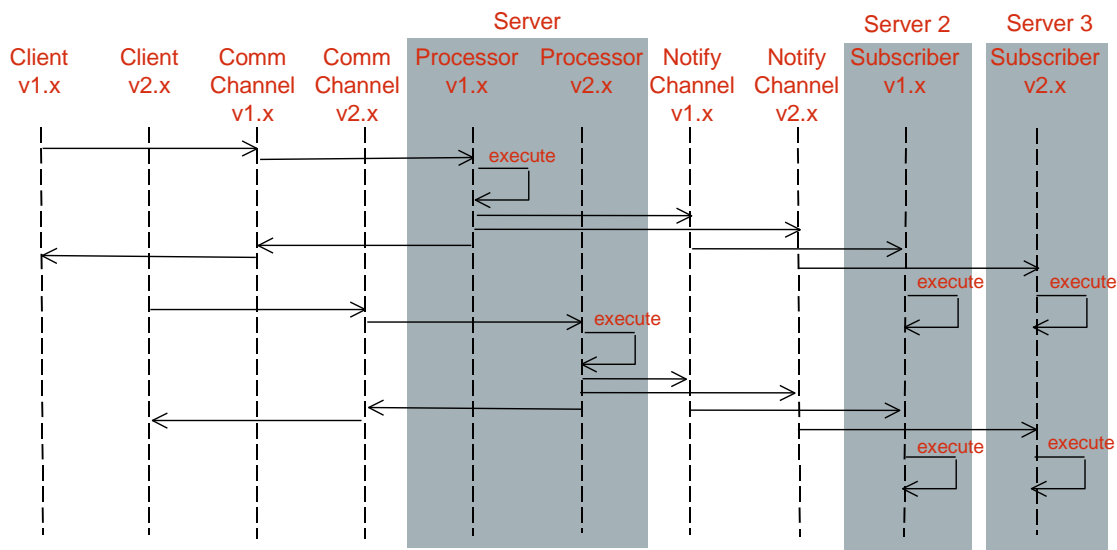 Server
Server 2
Server 3
Client
v1.x
Client
v2.x
Comm
Channel
v1.x
Comm
Channel
v2.x
Processor
v1.x
Processor
v2.x
Notify
Channel
v1.x
Notify
Channel
v2.x
Subscriber
v1.x
Subscriber
v2.x
execute
execute
execute
execute
execute
execute